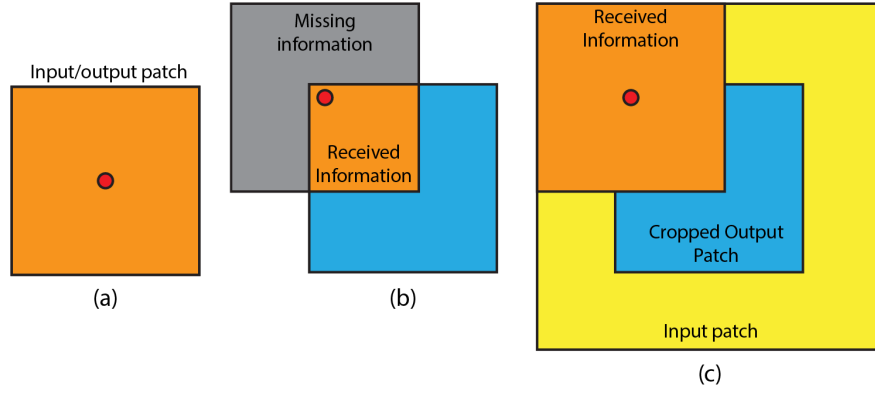 Input/output patch
(a)
Missing
information
Received
Information
(b)
Received
Information
Cropped Output
Patch
Input patch
(c)